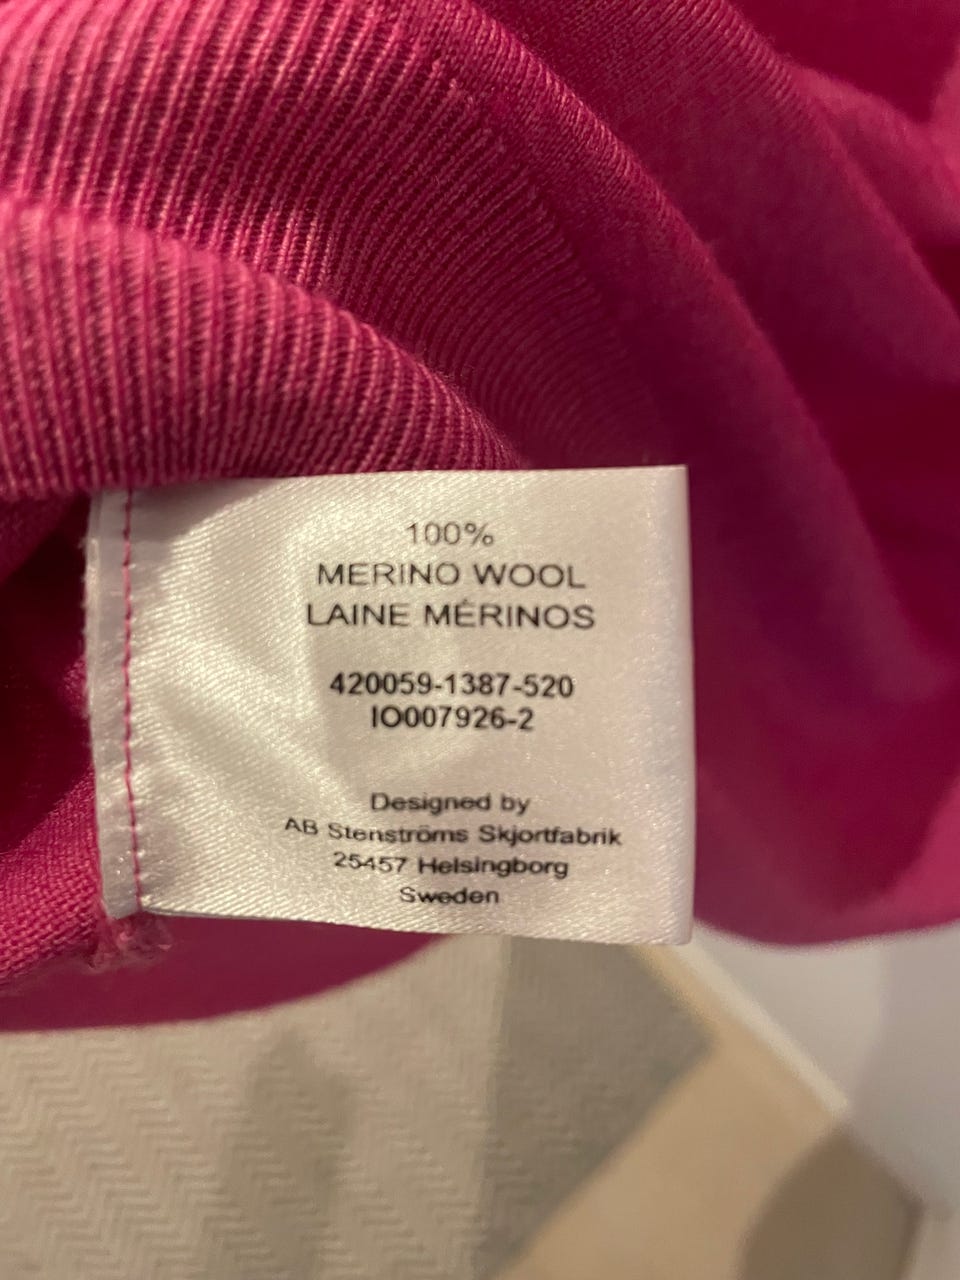 100%
MERINO WOOL
LAINE MÉRINOS
420059-1387-520
IO007926-2
Designed by
AB Stenströms Skjortfabrik
25457 Helsingborg
Sweden